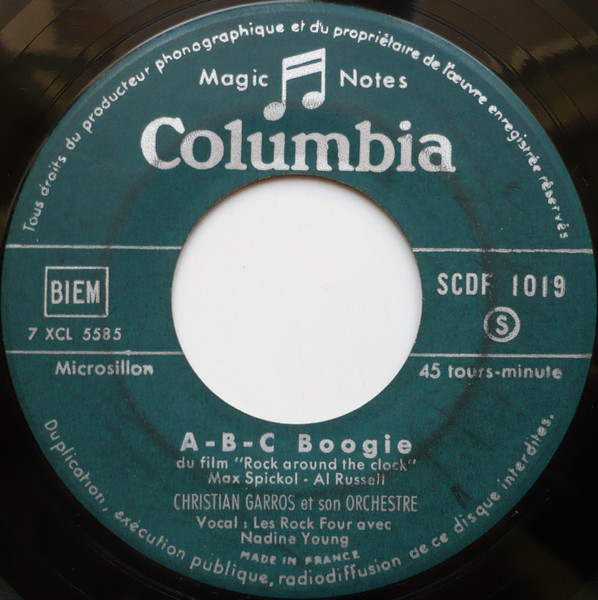 Tous droits du producteur phonographique et du propriétaire de l'œuvre enregistrée réservés
Magic Notes
Columbia
BIEM
SCDF 1019
7 XCL 5585
S
Microsillon
45 tours-minute
A-B-C Boogie
du film "Rock around the clock"
Max Spickol - Al Russell
CHRISTIAN GARROS et son ORCHESTRE
Vocal : Les Rock Four avec
Nadine Young
MADE IN FRANCE
Duplication, exécution publique, radiodiffusion de ce disque interdites.